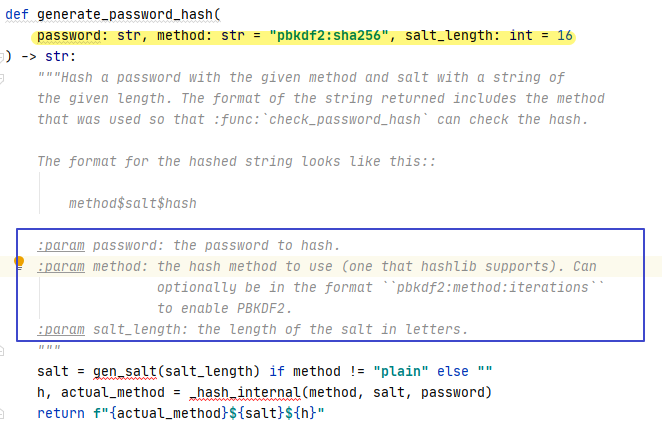 def generate_password_hash(
password: str, method: str = "pbkdf2:sha256", salt_length: int = 16
) -> str:
"""Hash a password with the given method and salt with a string of
the given length. The format of the string returned includes the method
that was used so that :func:`check_password_hash` can check the hash.
The format for the hashed string looks like this::
method$salt$hash
:param password: the password to hash.
:param method: the hash method to use (one that hashlib supports). Can
optionally be in the format ``pbkdf2:method:iterations``
to enable PBKDF2.
:param salt_length: the length of the salt in letters.
"""
salt = gen_salt(salt_length) if method != "plain" else ""
h, actual_method = _hash_internal(method, salt, password)
return f"{actual_method}${salt}${h}"